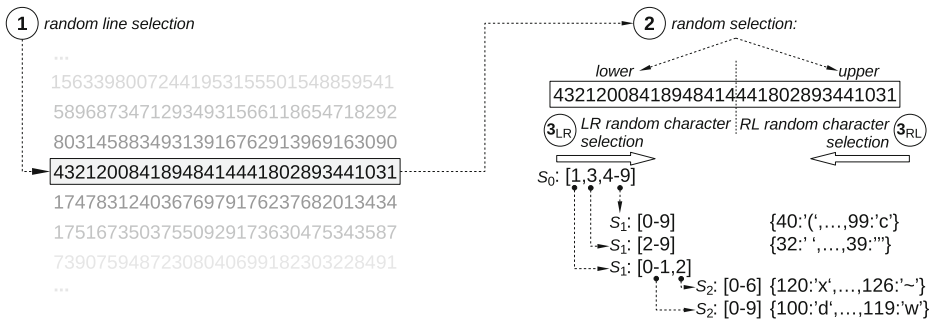 1 random line selection
...
15633980072441953155501548859541
58968734712934931566118654718292
80314588349313916762913969163090
43212008418948414441802893441031
17478312403676979176237682013434
17516735037550929173630475343587
73907594872308040699182303228491
...
2 random selection:
lower upper
43212008418948414441802893441031
3LR LR random character selection
RL random character selection 3RL
S0: [1,3,4-9]
S1: [0-9] {40:'(‘,...,99:'c'}
S1: [2-9] {32:' ‘,...,39:'''}
S1: [0-1,2]
S2: [0-6] {120:'x‘,...,126:'~'}
S2: [0-9] {100:'d‘,...,119:'w'}